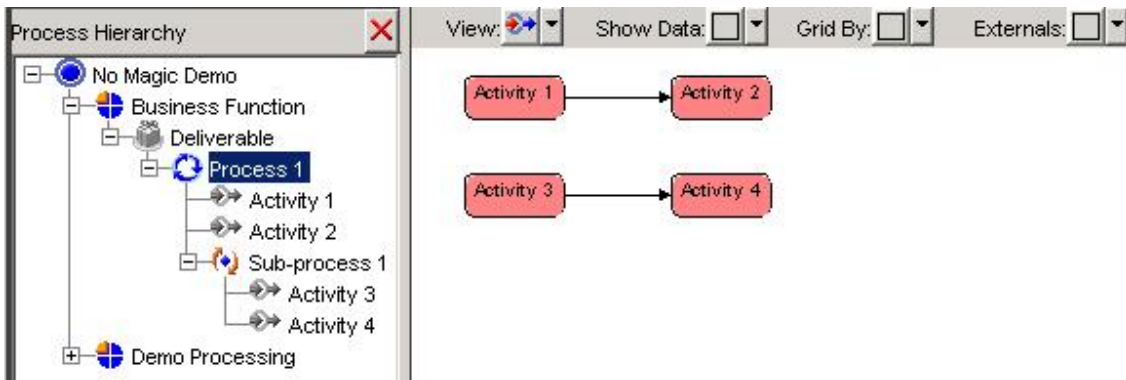 Process Hierarchy
View: Show Data: Grid By: Externals:
No Magic Demo
Business Function
Deliverable
Process 1
Activity 1
Activity 2
Sub-process 1
Activity 3
Activity 4
Demo Processing
Activity 1
Activity 2
Activity 3
Activity 4